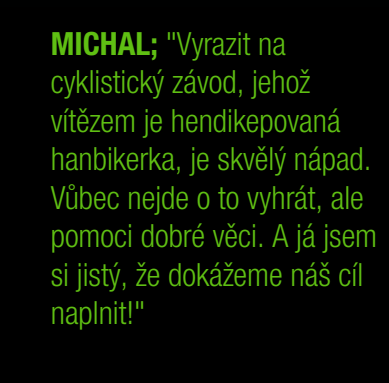 MICHAL; "Vyrazit na
cyklistický závod, jehož
vítězem je hendikepovaná
hanbikerka, je skvělý nápad.
Vůbec nejde o to vyhrát, ale
pomoci dobré věci. A já jsem
si jistý, že dokážeme náš cíl
naplnit!"